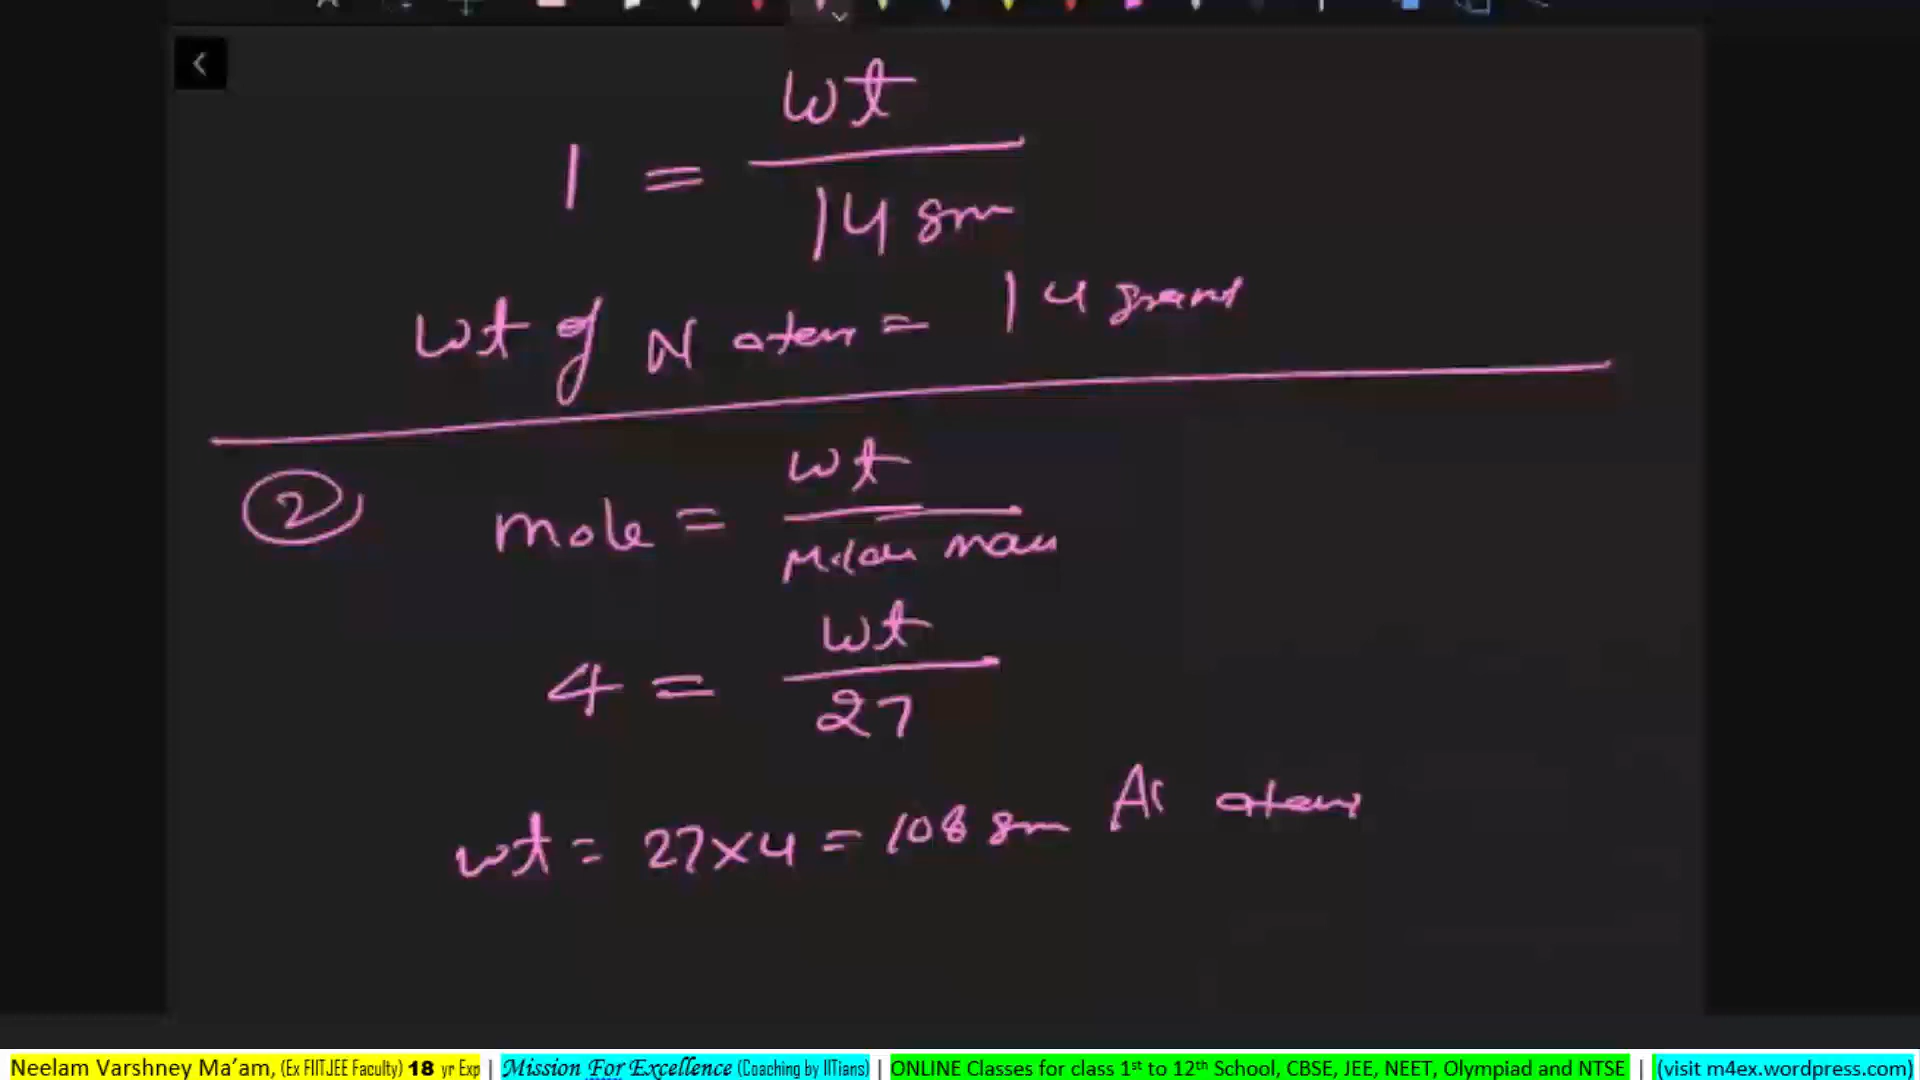 wt
1 = 14 gm
wt of N atom = 14 gram
② mole = wt
Molar mass
4 = wt
27
wt = 27×4 = 108 gm Al atoms
Neelam Varshney Ma’am, (Ex FIITJEE Faculty) 18 yr Exp | Mission For Excellence (Coaching by IITians) | ONLINE Classes for class 1st to 12th School, CBSE, JEE, NEET, Olympiad and NTSE | (visit m4ex.wordpress.com)